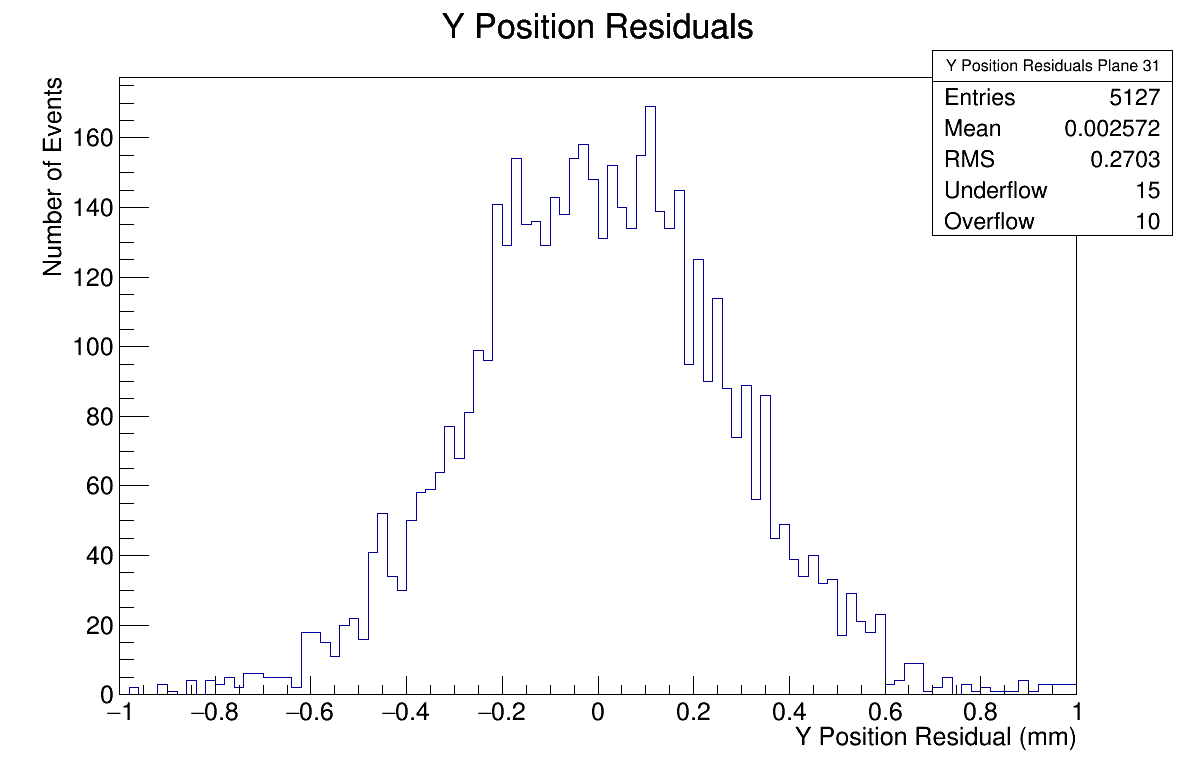 Y Position Residuals
Y Position Residuals Plane 31
Entries 5127
Mean 0.002572
RMS 0.2703
Underflow 15
Overflow 10
Number of Events
160
140
120
100
80
60
40
20
0
−1 −0.8 −0.6 −0.4 −0.2 0 0.2 0.4 0.6 0.8 1
Y Position Residual (mm)